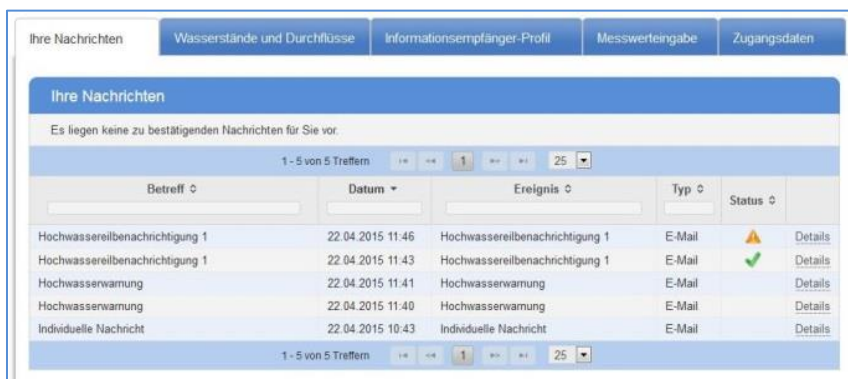 Ihre Nachrichten Wasserstände und Durchflüsse Informationsempfänger-Profil Messwerteingabe Zugangsdaten
Ihre Nachrichten
Es liegen keine zu bestätigenden Nachrichten für Sie vor.
1 - 5 von 5 Treffern 1 25
Betreff Datum Ereignis Typ Status
Hochwassereilbenachrichtigung 1 22.04.2015 11:46 Hochwassereilbenachrichtigung 1 E-Mail Details
Hochwassereilbenachrichtigung 1 22.04.2015 11:43 Hochwassereilbenachrichtigung 1 E-Mail Details
Hochwasserwarnung 22.04.2015 11:41 Hochwasserwarnung E-Mail Details
Hochwasserwarnung 22.04.2015 11:40 Hochwasserwarnung E-Mail Details
Individuelle Nachricht 22.04.2015 10:43 Individuelle Nachricht E-Mail Details
1 - 5 von 5 Treffern 1 25